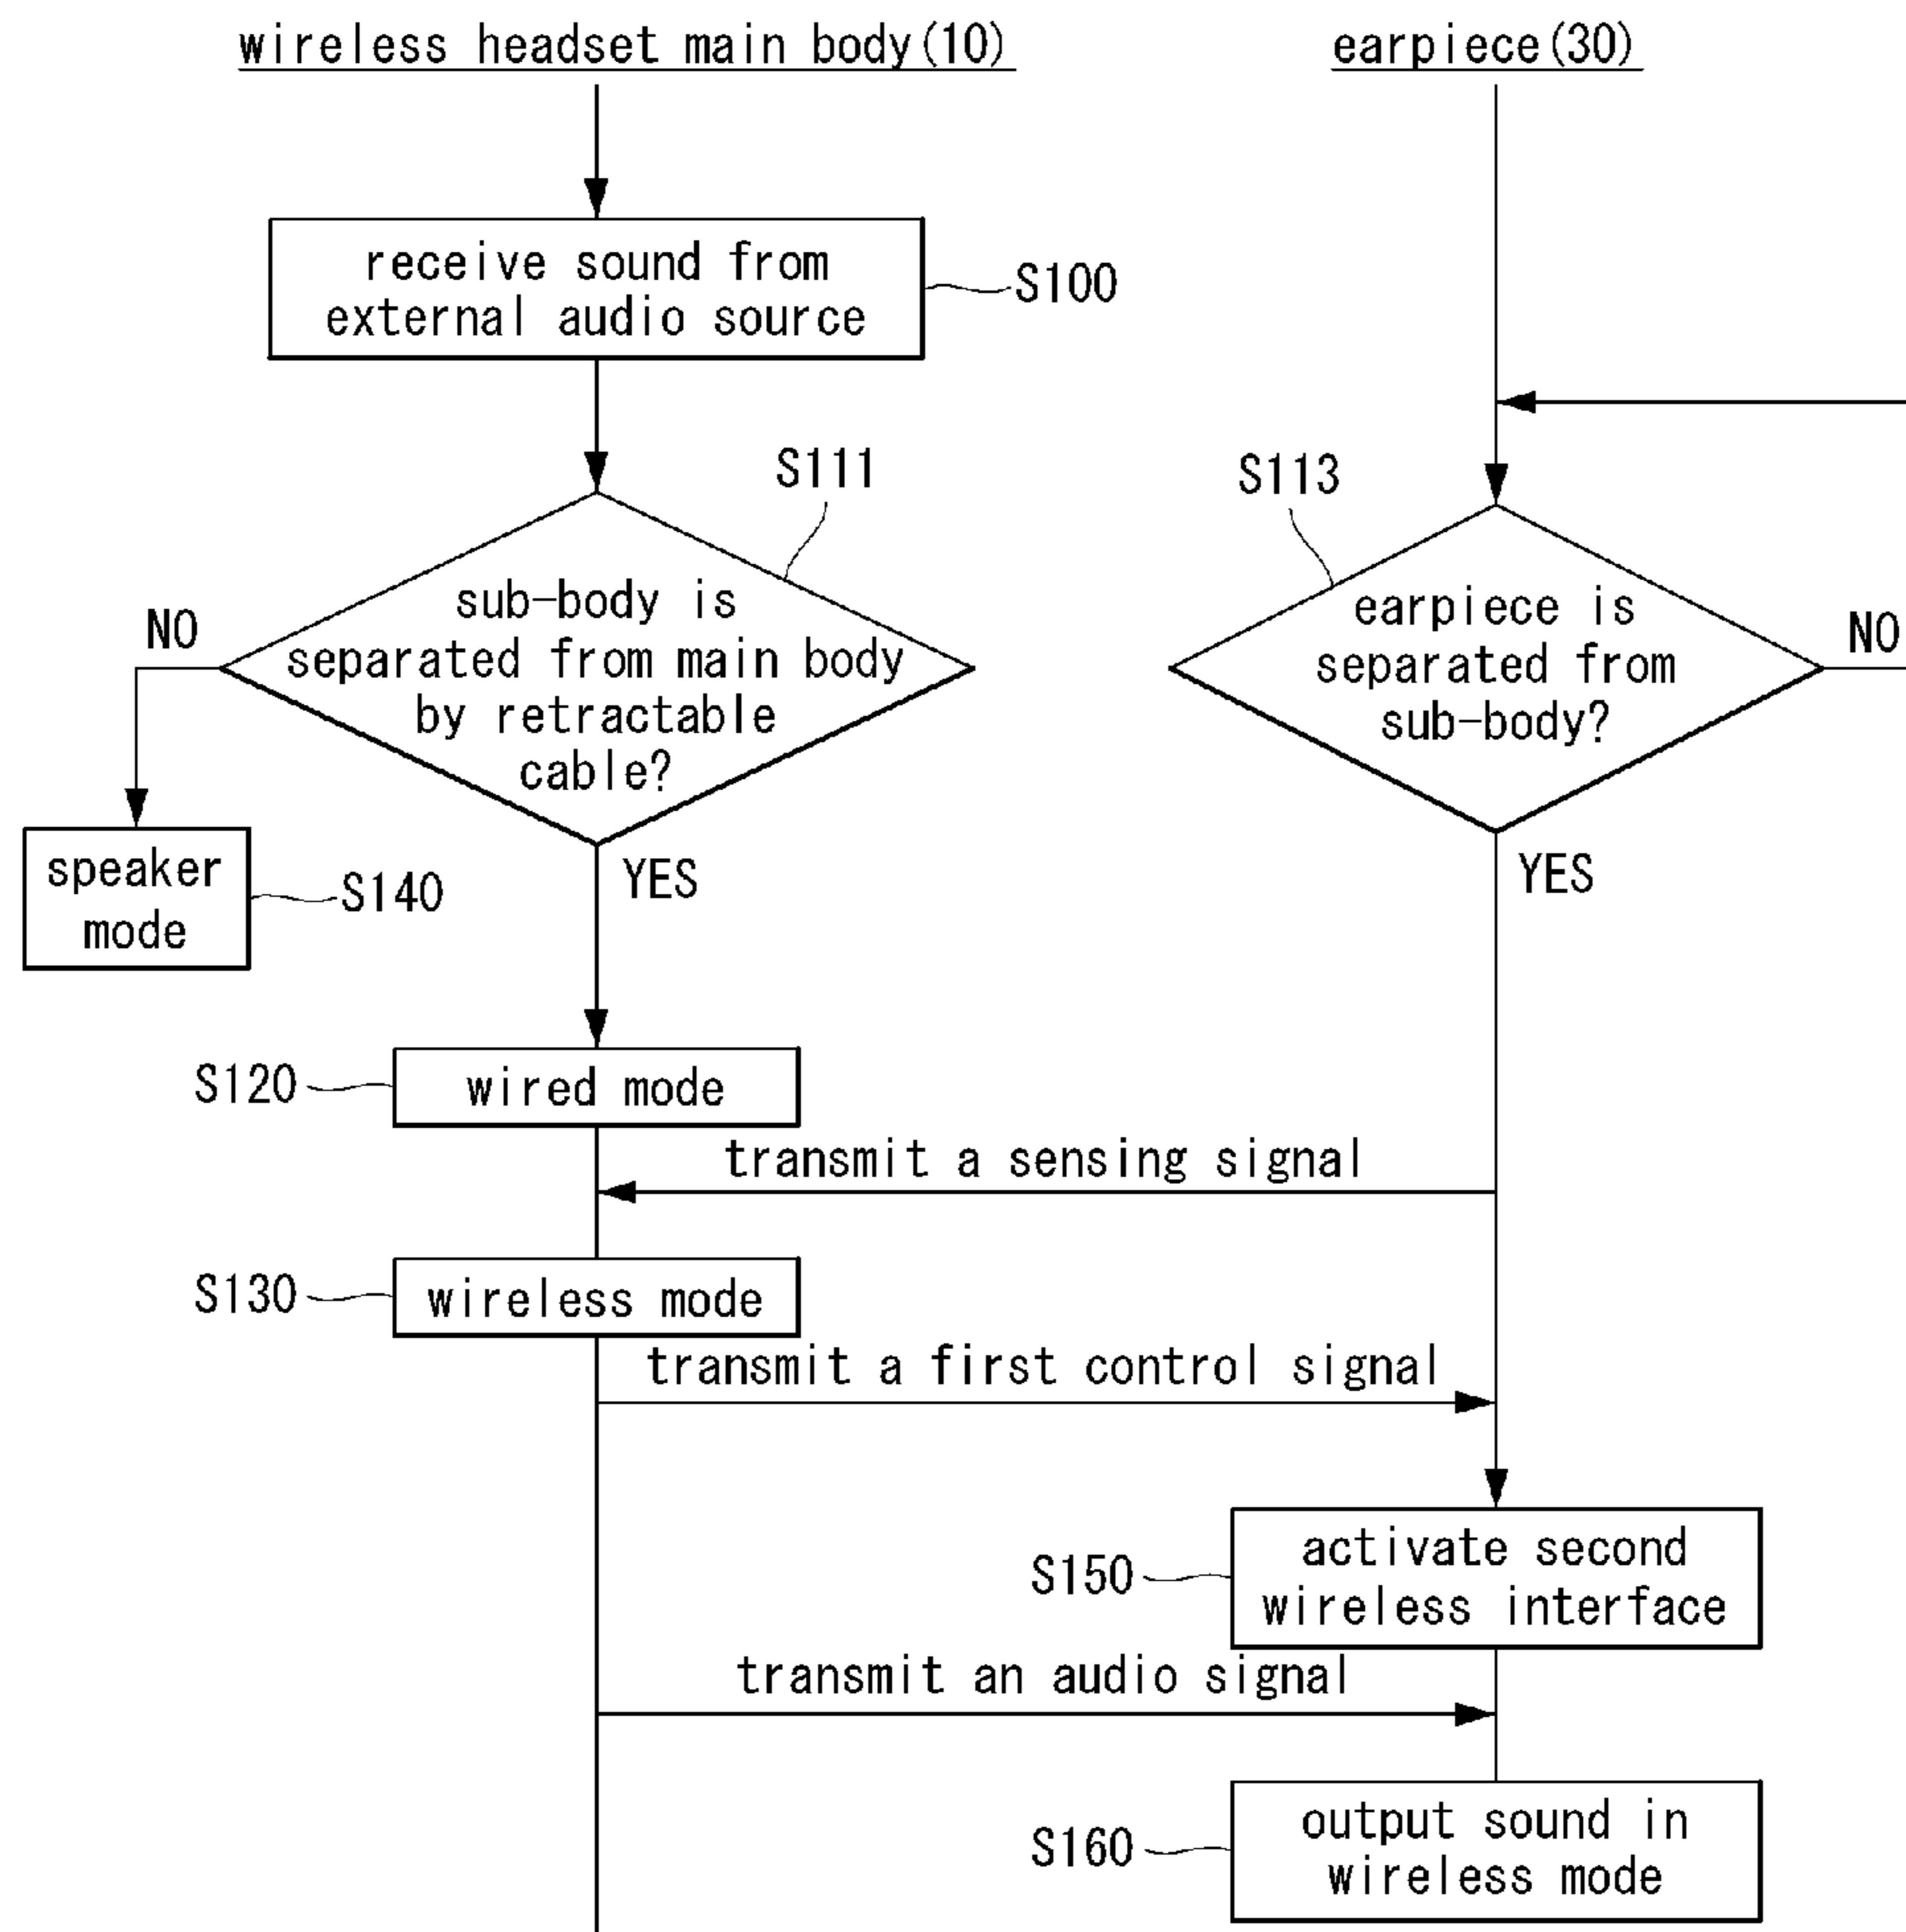 wireless headset main body(10)
earpiece(30)
receive sound from
external audio source
S100
S111
S113
sub-body is
separated from main body
by retractable
cable?
NO
YES
earpiece is
separated from
sub-body?
NO
YES
speaker
mode
S140
S120
wired mode
transmit a sensing signal
S130
wireless mode
transmit a first control signal
S150
activate second
wireless interface
transmit an audio signal
S160
output sound in
wireless mode